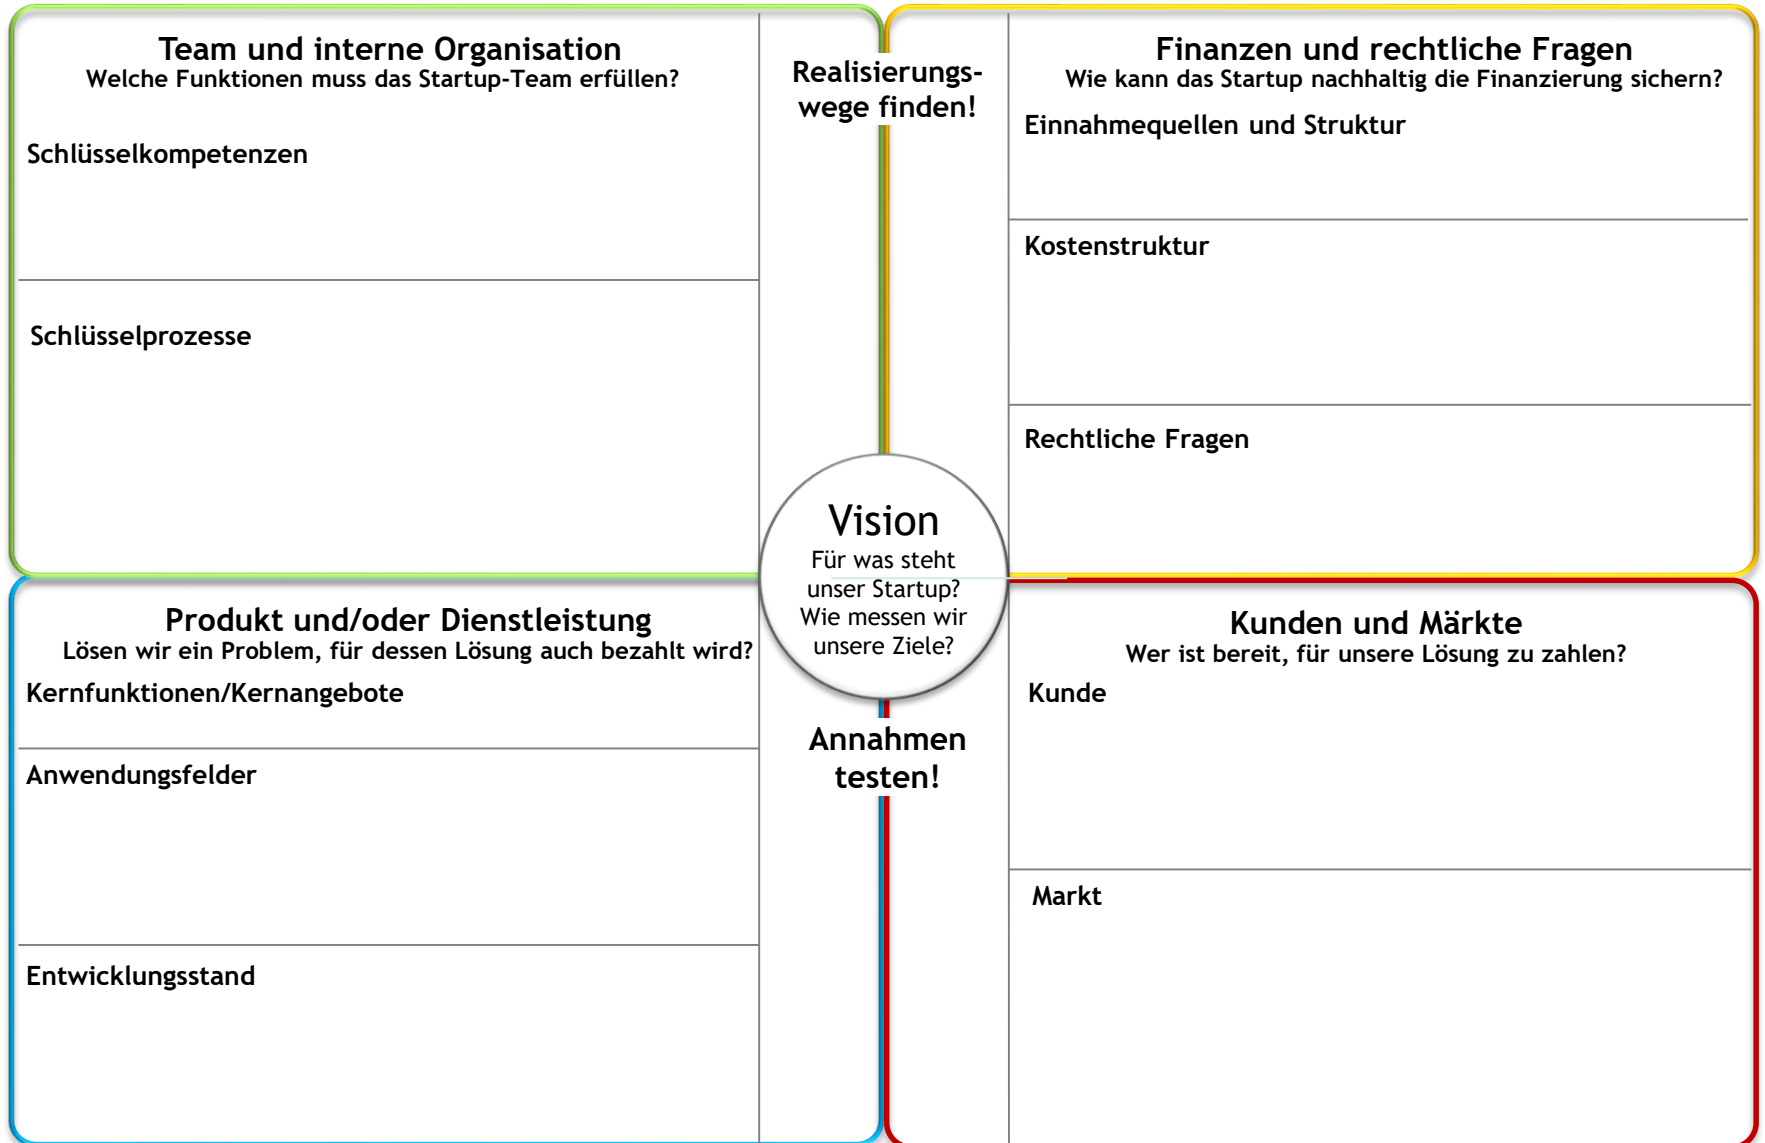 Team und interne Organisation
Welche Funktionen muss das Startup-Team erfüllen?
Schlüsselkompetenzen
Schlüsselprozesse
Realisierungs-
wege finden!
Finanzen und rechtliche Fragen
Wie kann das Startup nachhaltig die Finanzierung sichern?
Einnahmequellen und Struktur
Kostenstruktur
Rechtliche Fragen
Vision
Für was steht
unser Startup?
Wie messen wir
unsere Ziele?
Produkt und/oder Dienstleistung
Lösen wir ein Problem, für dessen Lösung auch bezahlt wird?
Kernfunktionen/Kernangebote
Anwendungsfelder
Entwicklungsstand
Annahmen
testen!
Kunden und Märkte
Wer ist bereit, für unsere Lösung zu zahlen?
Kunde
Markt